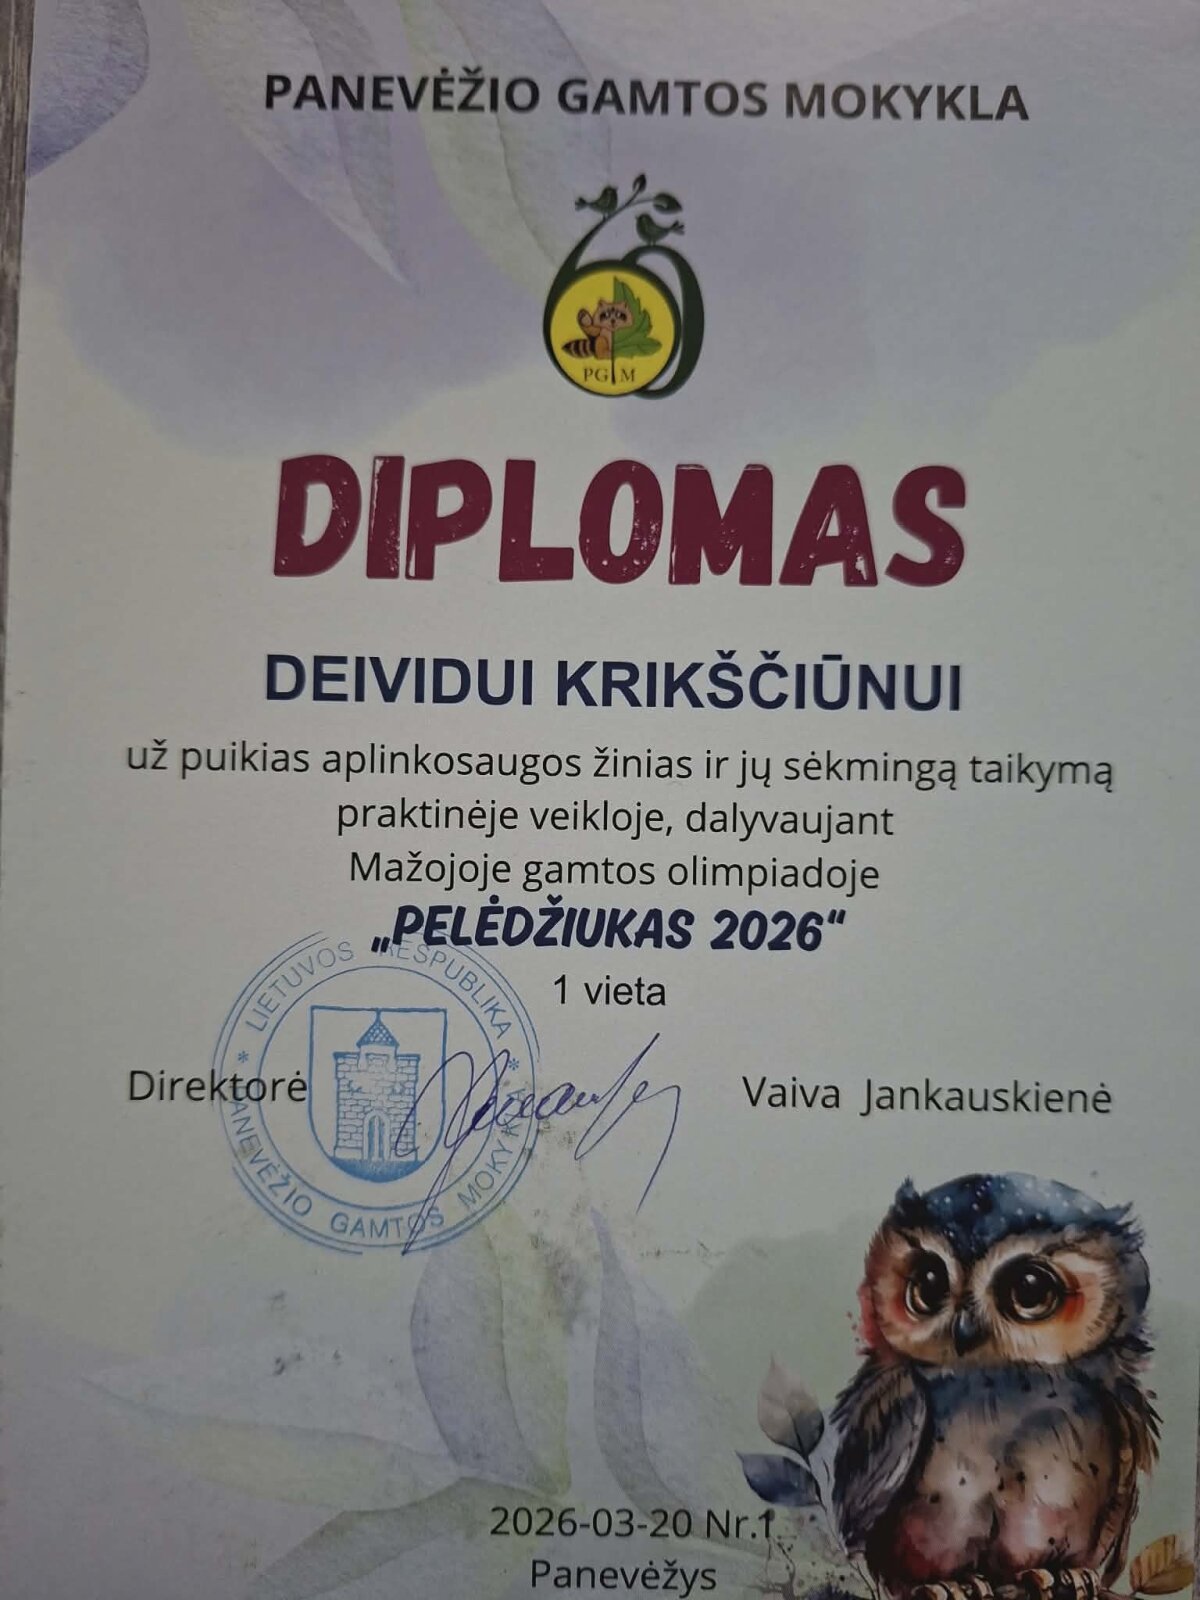 PANEVĖŽIO GAMTOS MOKYKLA
PG M
DIPLOMAS
DEIVIDUI KRIKŠČIŪNUI
už puikias aplinkosaugos žinias ir jų sėkmingą taikymą
praktinėje veikloje, dalyvaujant
Mažojoje gamtos olimpiadoje
„PELĖDŽIUKAS 2026“
1 vieta
LIETUVOS RESPUBLIKA
PANEVĖŽIO GAMTOS MOKYKLA
Direktorė
Vaiva Jankauskienė
2026-03-20 Nr.1
Panevėžys